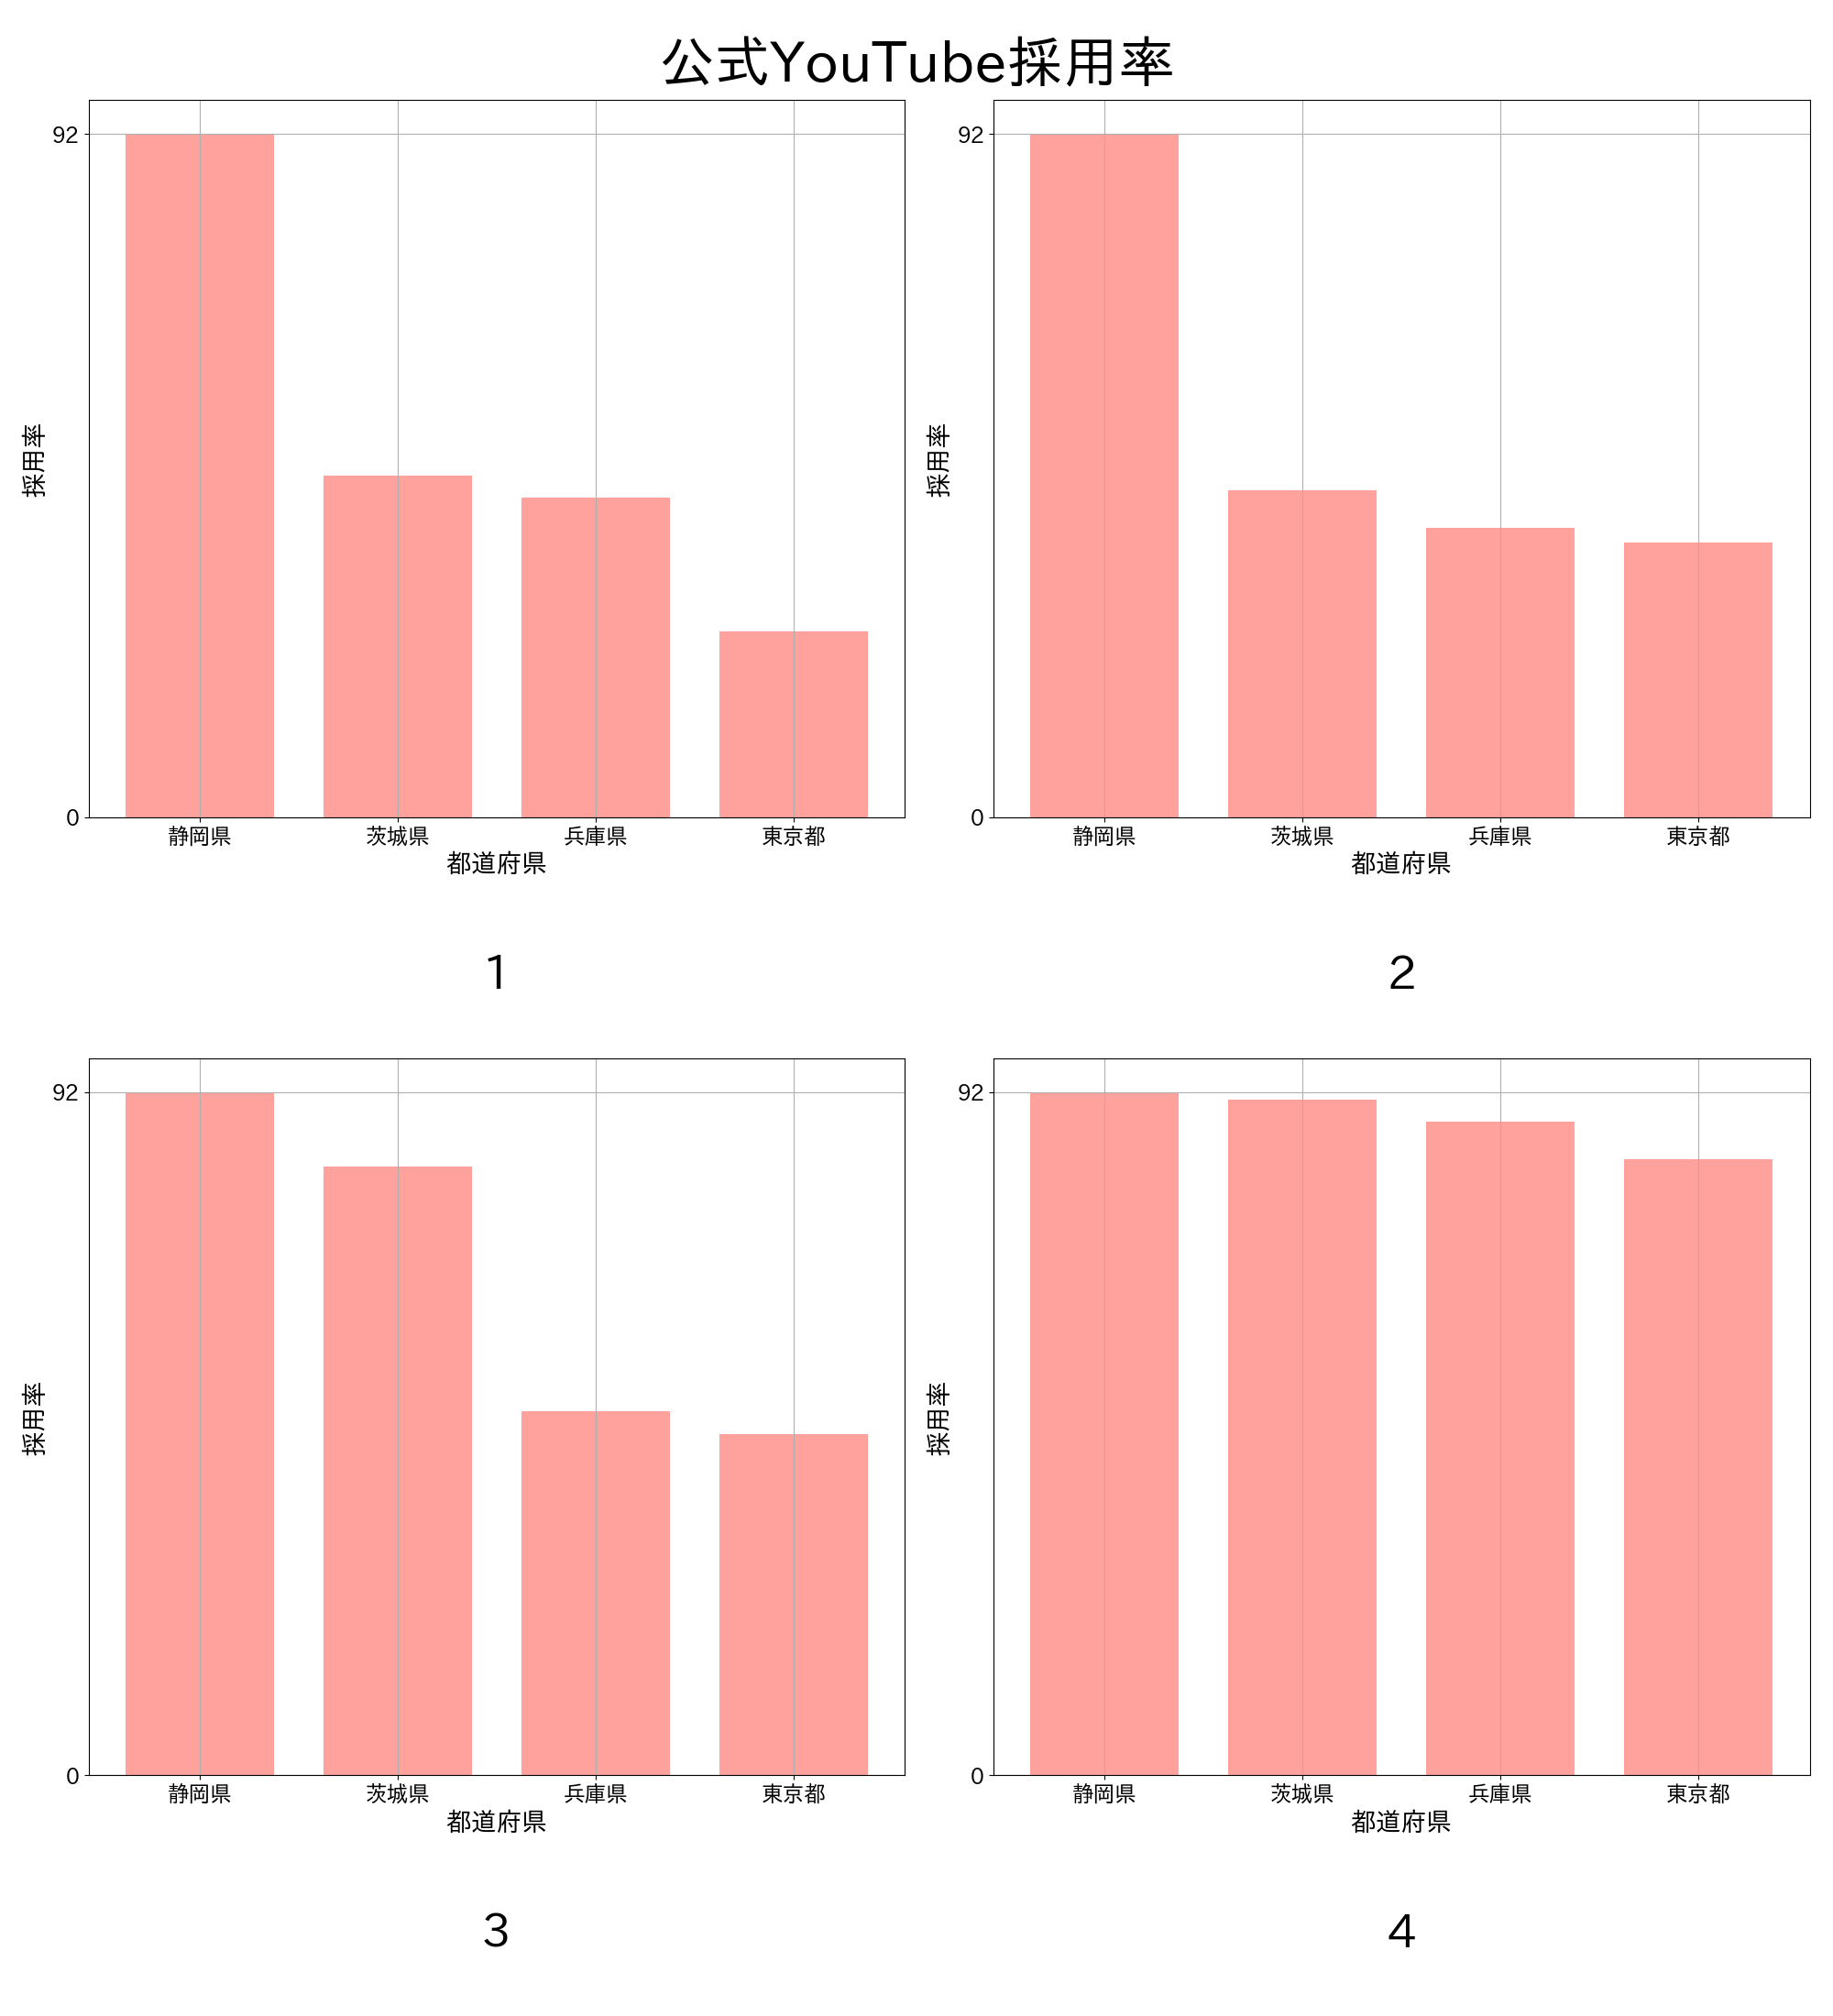 公式YouTube採用率
92
0
採用率
静岡県 茨城県 兵庫県 東京都
都道府県
1
92
0
採用率
静岡県 茨城県 兵庫県 東京都
都道府県
2
92
0
採用率
静岡県 茨城県 兵庫県 東京都
都道府県
3
92
0
採用率
静岡県 茨城県 兵庫県 東京都
都道府県
4